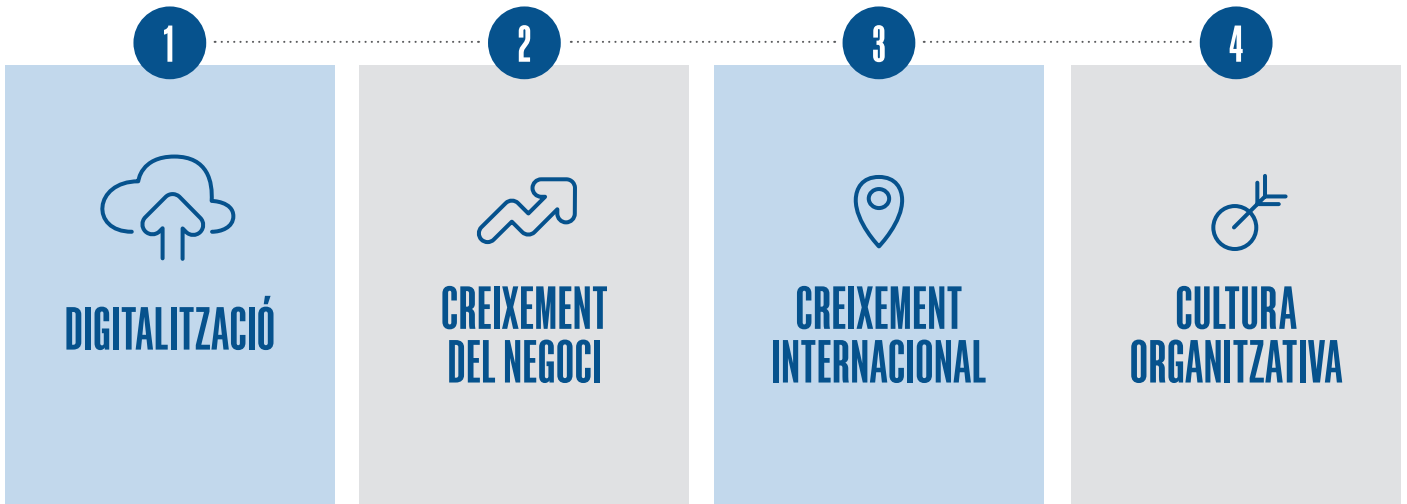 1
2
3
4
DIGITALITZACIÓ
CREIXEMENT
DEL NEGOCI
CREIXEMENT
INTERNACIONAL
CULTURA
ORGANITZATIVA